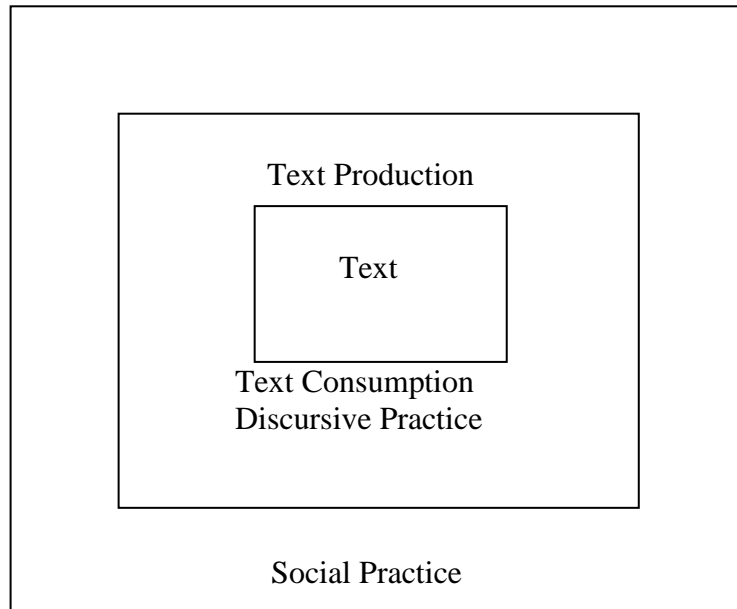 Text Production
Text
Text Consumption
Discursive Practice
Social Practice